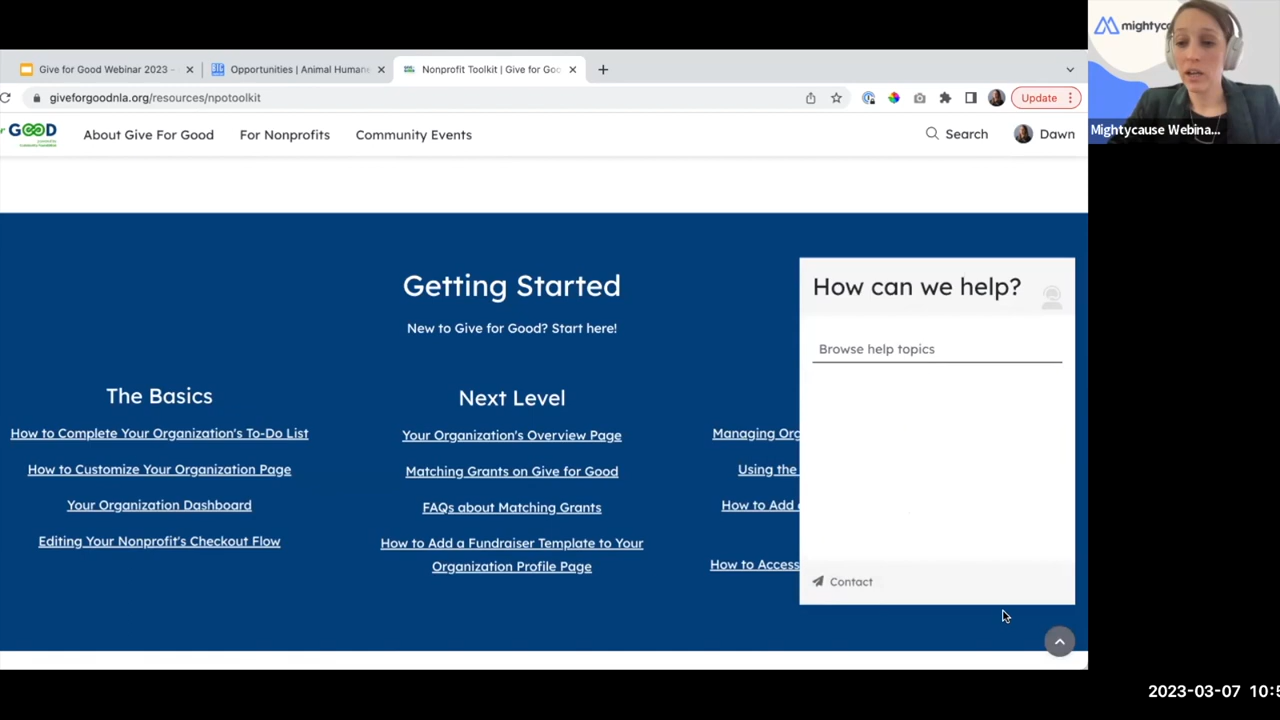 Give for Good Webinar 2023 -
Opportunities | Animal Humane
Nonprofit Toolkit | Give for Goo
giveforgoodnla.org/resources/npotoolkit
Update
mightyca
Mightycause Webina...
GOOD
About Give For Good
For Nonprofits
Community Events
Search
Dawn
Getting Started
New to Give for Good? Start here!
The Basics
How to Complete Your Organization's To-Do List
How to Customize Your Organization Page
Your Organization Dashboard
Editing Your Nonprofit's Checkout Flow
Next Level
Your Organization's Overview Page
Matching Grants on Give for Good
FAQs about Matching Grants
How to Add a Fundraiser Template to Your
Organization Profile Page
Managing Org
Using the
How to Add
How to Access
How can we help?
Browse help topics
Contact
2023-03-07 10:5